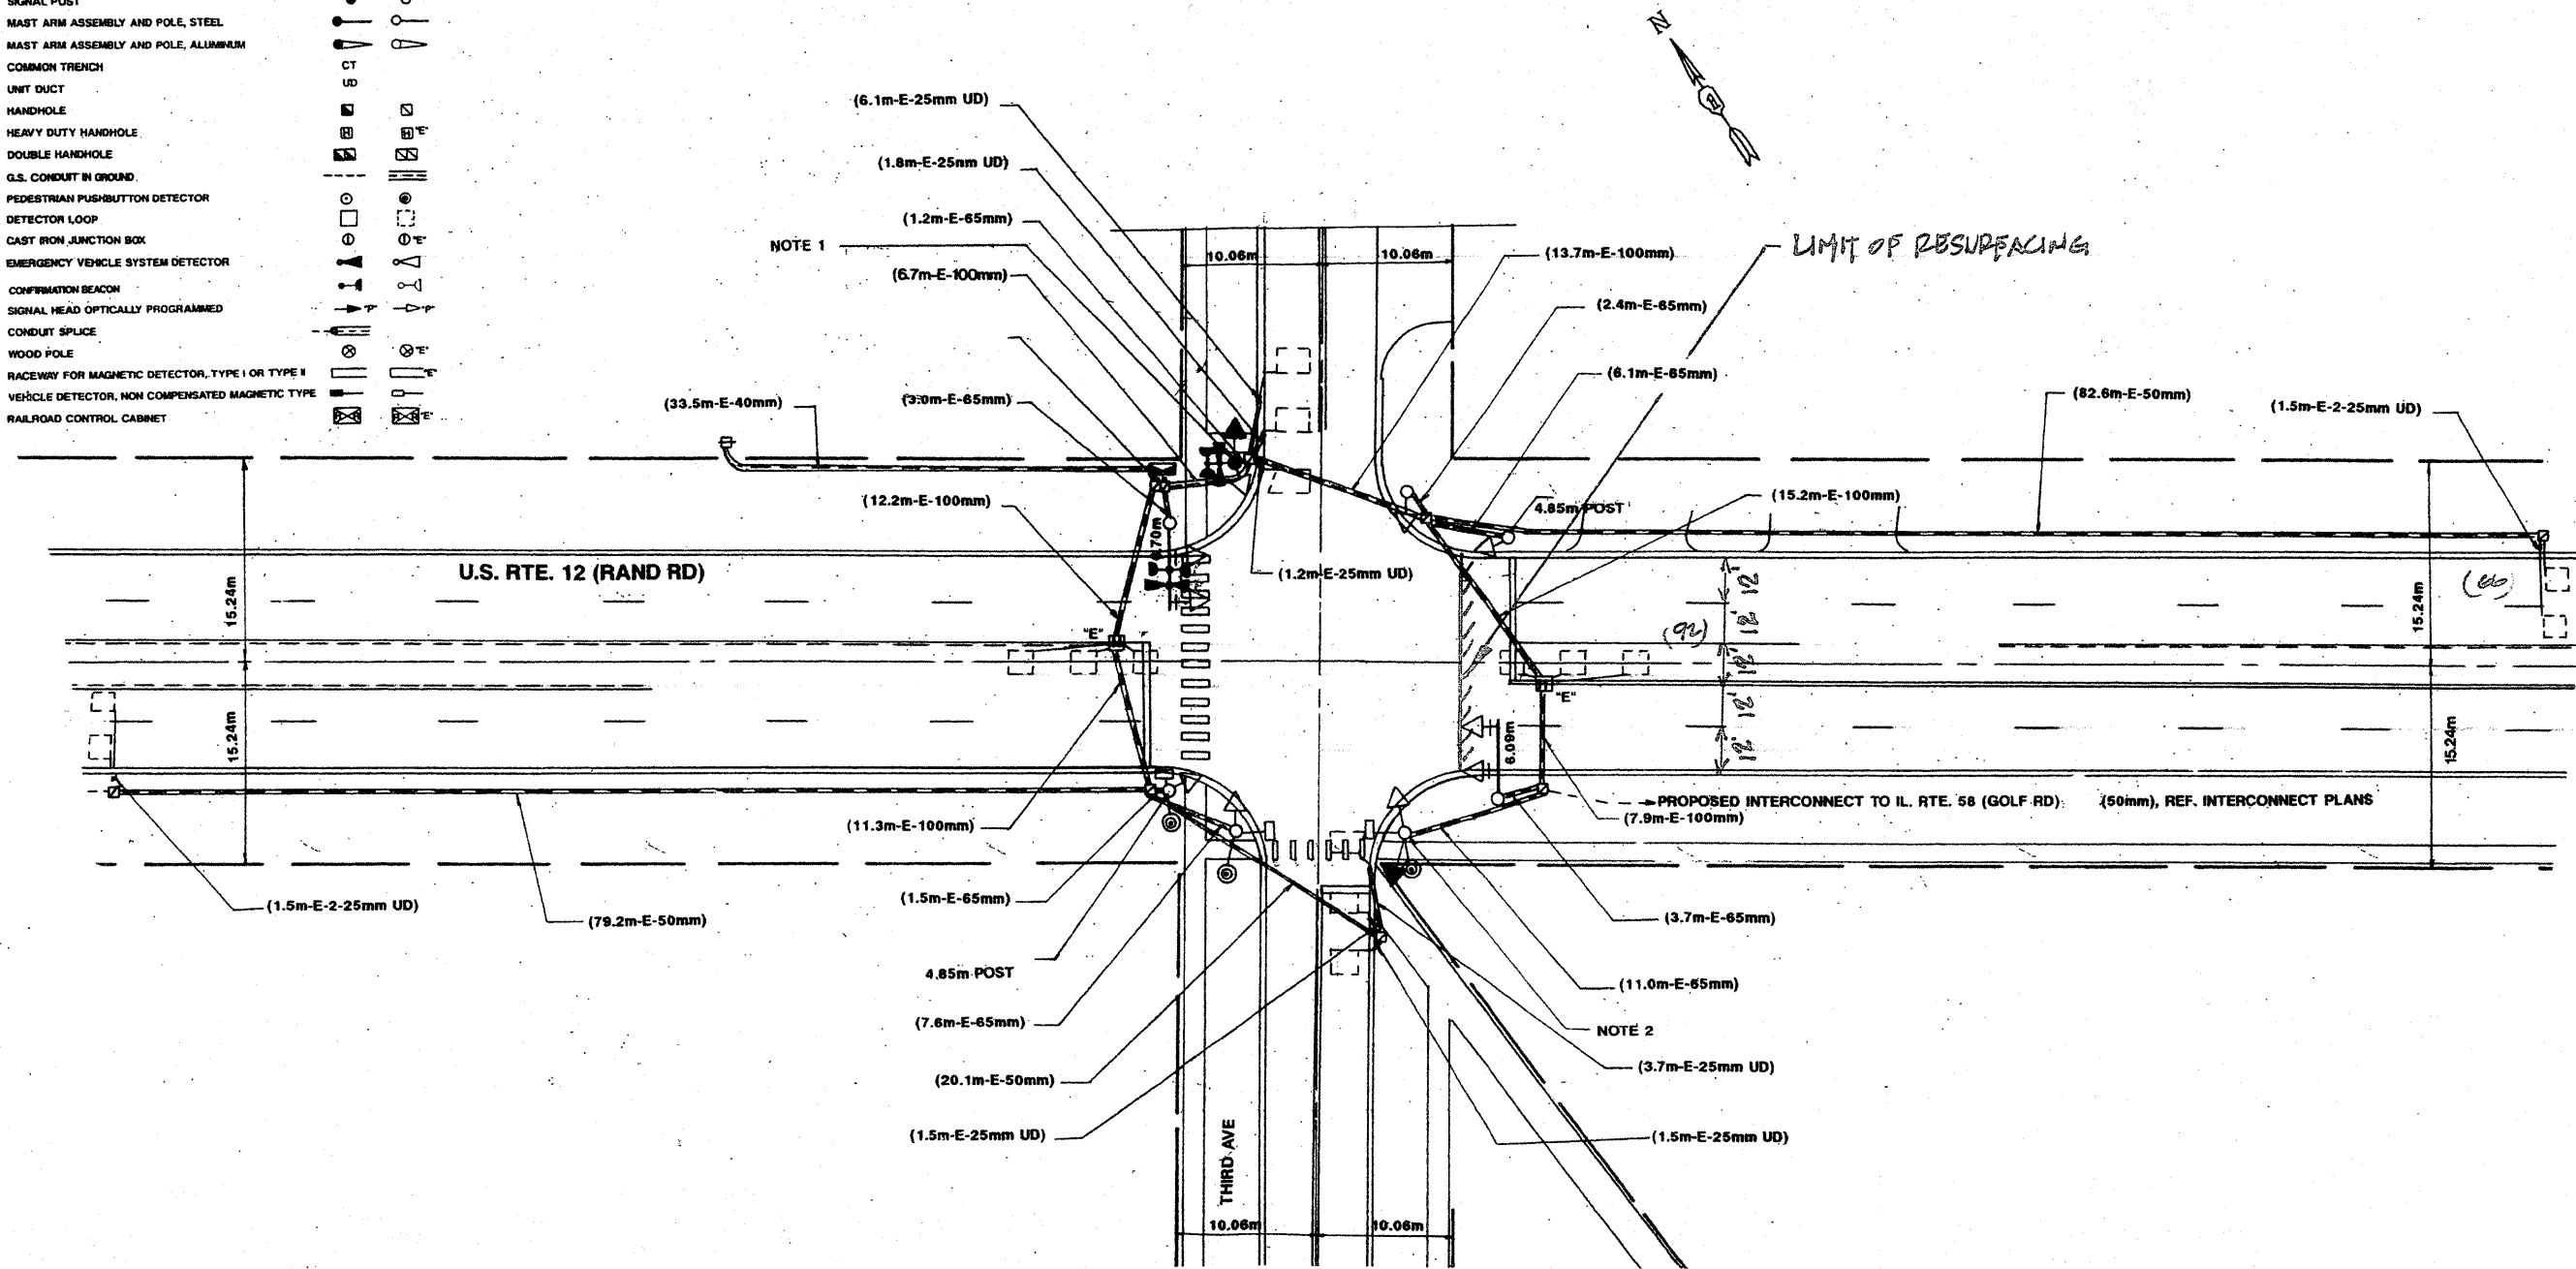 SIGNAL POST
MAST ARM ASSEMBLY AND POLE, STEEL
MAST ARM ASSEMBLY AND POLE, ALUMINUM
COMMON TRENCH CT
UNIT DUCT UD
HANDHOLE
HEAVY DUTY HANDHOLE H H "E"
DOUBLE HANDHOLE
G.S. CONDUIT IN GROUND
PEDESTRIAN PUSHBUTTON DETECTOR
DETECTOR LOOP
CAST IRON JUNCTION BOX "E"
EMERGENCY VEHICLE SYSTEM DETECTOR
CONFIRMATION BEACON
SIGNAL HEAD OPTICALLY PROGRAMMED "P" "P"
CONDUIT SPLICE
WOOD POLE "E"
RACEWAY FOR MAGNETIC DETECTOR, TYPE I OR TYPE II "E"
VEHICLE DETECTOR, NON COMPENSATED MAGNETIC TYPE
RAILROAD CONTROL CABINET "E"
N
(6.1m-E-25mm UD)
(1.8m-E-25mm UD)
(1.2m-E-65mm)
NOTE 1
(6.7m-E-100mm)
10.06m
10.06m
(13.7m-E-100mm)
LIMIT OF RESURFACING
(2.4m-E-65mm)
(6.1m-E-65mm)
(33.5m-E-40mm)
(3.0m-E-65mm)
(82.6m-E-50mm)
(1.5m-E-2-25mm UD)
(12.2m-E-100mm)
(15.2m-E-100mm)
4.85m POST
U.S. RTE. 12 (RAND RD)
(1.2m-E-25mm UD)
15.24m
12'
12'
12'
12'
12'
(92)
15.24m
"E"
"E"
15.24m
6.09m
15.24m
PROPOSED INTERCONNECT TO IL. RTE. 58 (GOLF RD) (50mm), REF. INTERCONNECT PLANS
(7.9m-E-100mm)
(11.3m-E-100mm)
(1.5m-E-2-25mm UD)
(79.2m-E-50mm)
(1.5m-E-65mm)
(3.7m-E-65mm)
4.85m POST
(11.0m-E-65mm)
(7.6m-E-65mm)
NOTE 2
(20.1m-E-50mm)
(3.7m-E-25mm UD)
(1.5m-E-25mm UD)
(1.5m-E-25mm UD)
THIRD AVE
10.06m
10.06m